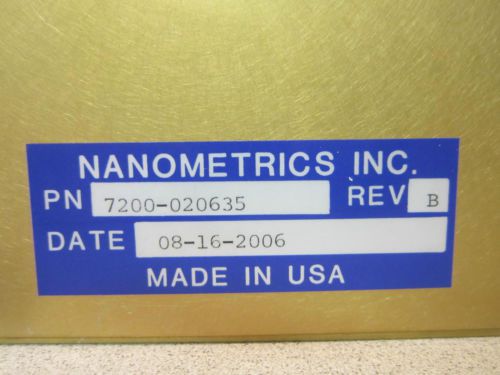 NANOMETRICS INC.
PN 7200-020635 REV B
DATE 08-16-2006
MADE IN USA